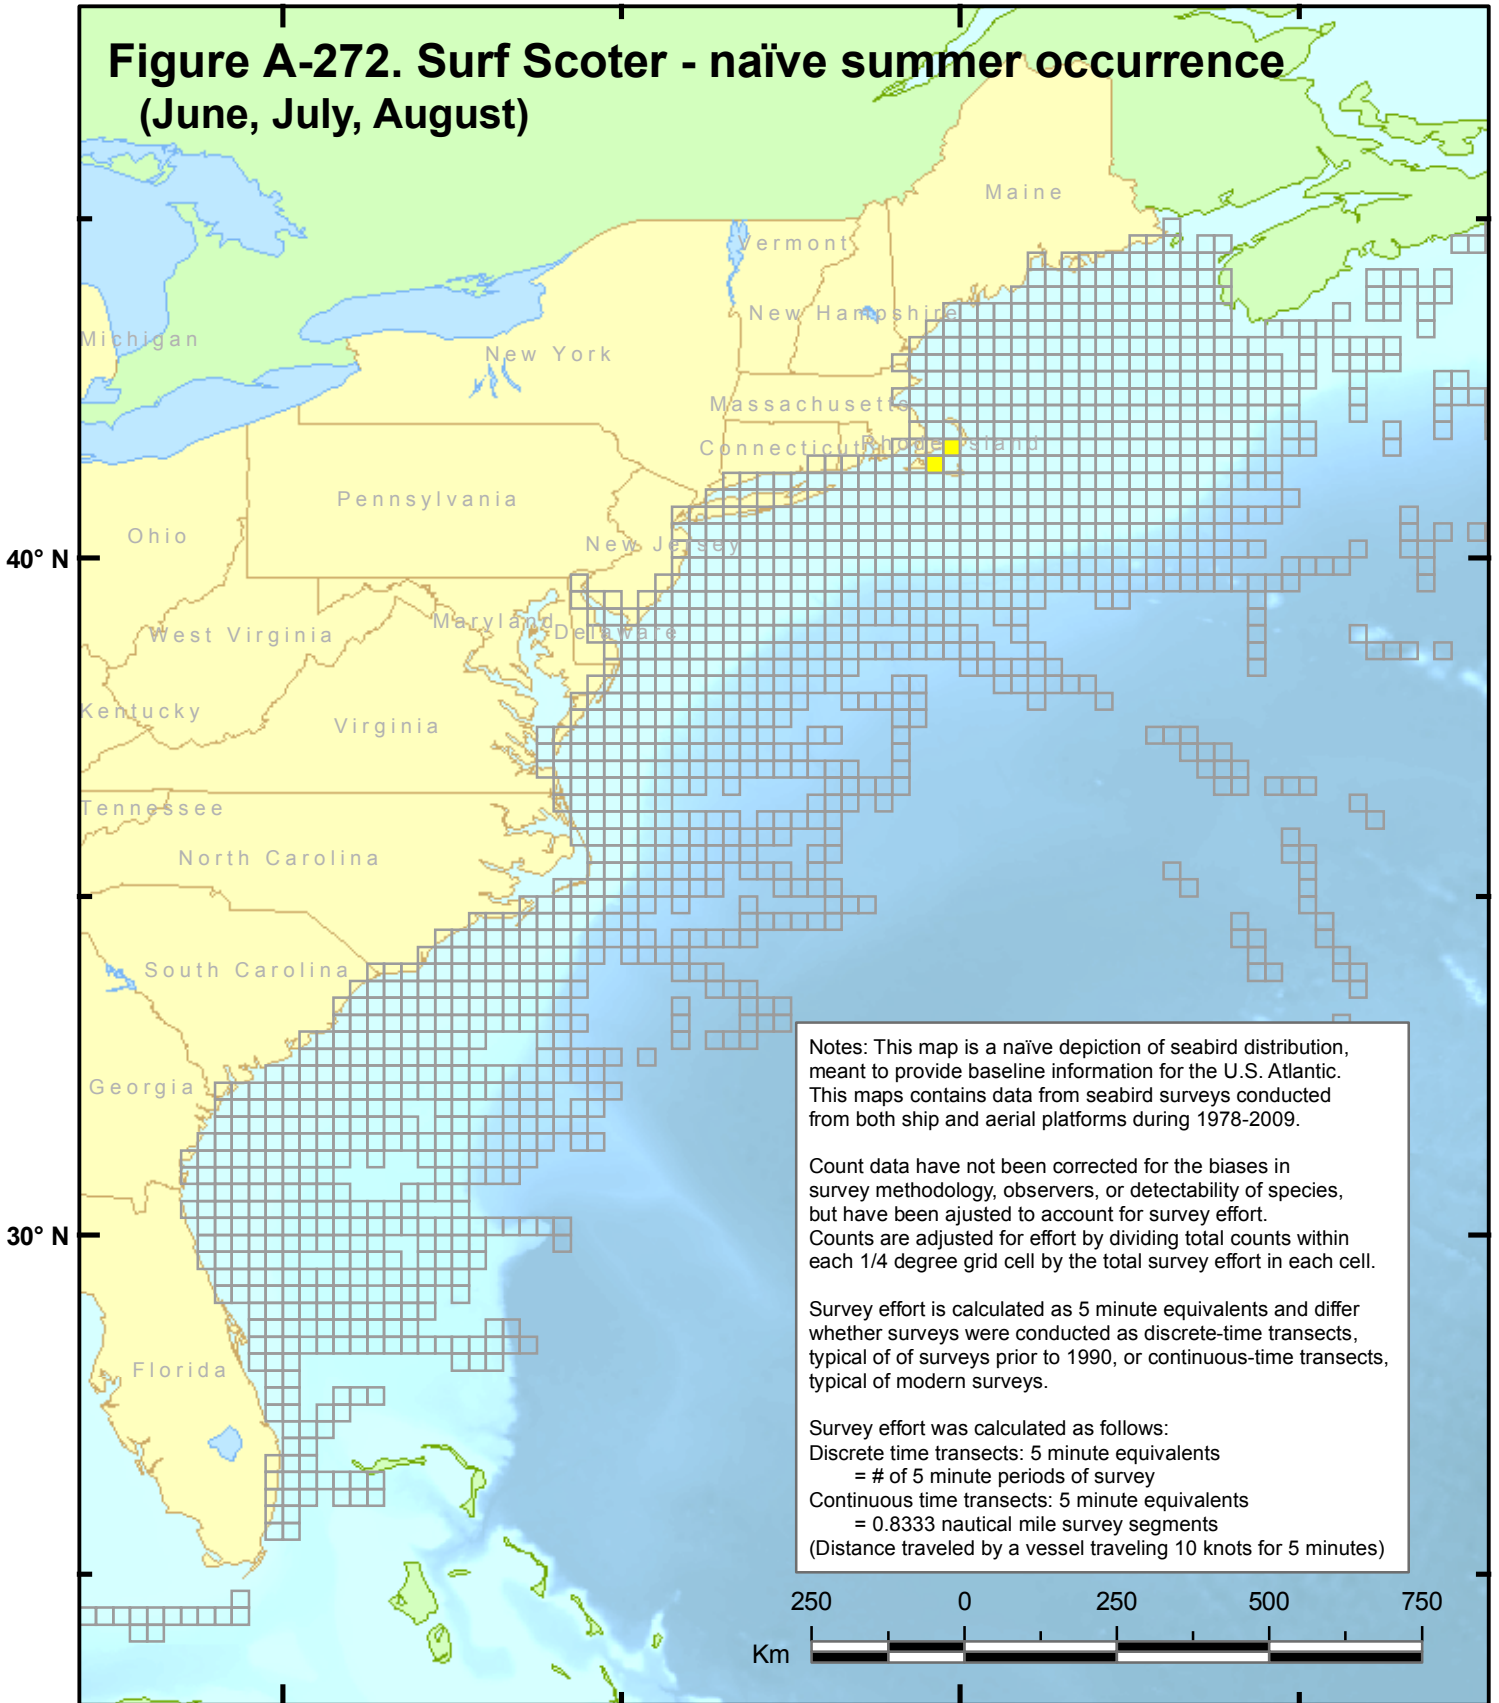 Figure A-272. Surf Scoter - naïve summer occurrence
(June, July, August)
Maine
Vermont
New Hampshire
Michigan
New York
Massachusetts
Connecticut
Rhode Island
Pennsylvania
Ohio
New Jersey
40° N
Maryland
Delaware
West Virginia
Kentucky
Virginia
Tennessee
North Carolina
South Carolina
Georgia
30° N
Florida
Notes: This map is a naïve depiction of seabird distribution,
meant to provide baseline information for the U.S. Atlantic.
This maps contains data from seabird surveys conducted
from both ship and aerial platforms during 1978-2009.
Count data have not been corrected for the biases in
survey methodology, observers, or detectability of species,
but have been ajusted to account for survey effort.
Counts are adjusted for effort by dividing total counts within
each 1/4 degree grid cell by the total survey effort in each cell.
Survey effort is calculated as 5 minute equivalents and differ
whether surveys were conducted as discrete-time transects,
typical of of surveys prior to 1990, or continuous-time transects,
typical of modern surveys.
Survey effort was calculated as follows:
Discrete time transects: 5 minute equivalents
= # of 5 minute periods of survey
Continuous time transects: 5 minute equivalents
= 0.8333 nautical mile survey segments
(Distance traveled by a vessel traveling 10 knots for 5 minutes)
250 0 250 500 750
Km